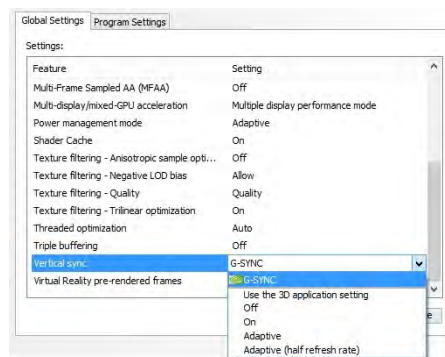 Global Settings Program Settings
Settings:
Feature Setting
Multi-Frame Sampled AA (MFAA) Off
Multi-display/mixed-GPU acceleration Multiple display performance mode
Power management mode Adaptive
Shader Cache On
Texture filtering - Anisotropic sample opti... Off
Texture filtering - Negative LOD bias Allow
Texture filtering - Quality Quality
Texture filtering - Trilinear optimization On
Threaded optimization Auto
Triple buffering Off
Vertical sync G-SYNC
Virtual Reality pre-rendered frames G-SYNC
Use the 3D application setting
Off
On
Adaptive
Adaptive (half refresh rate)